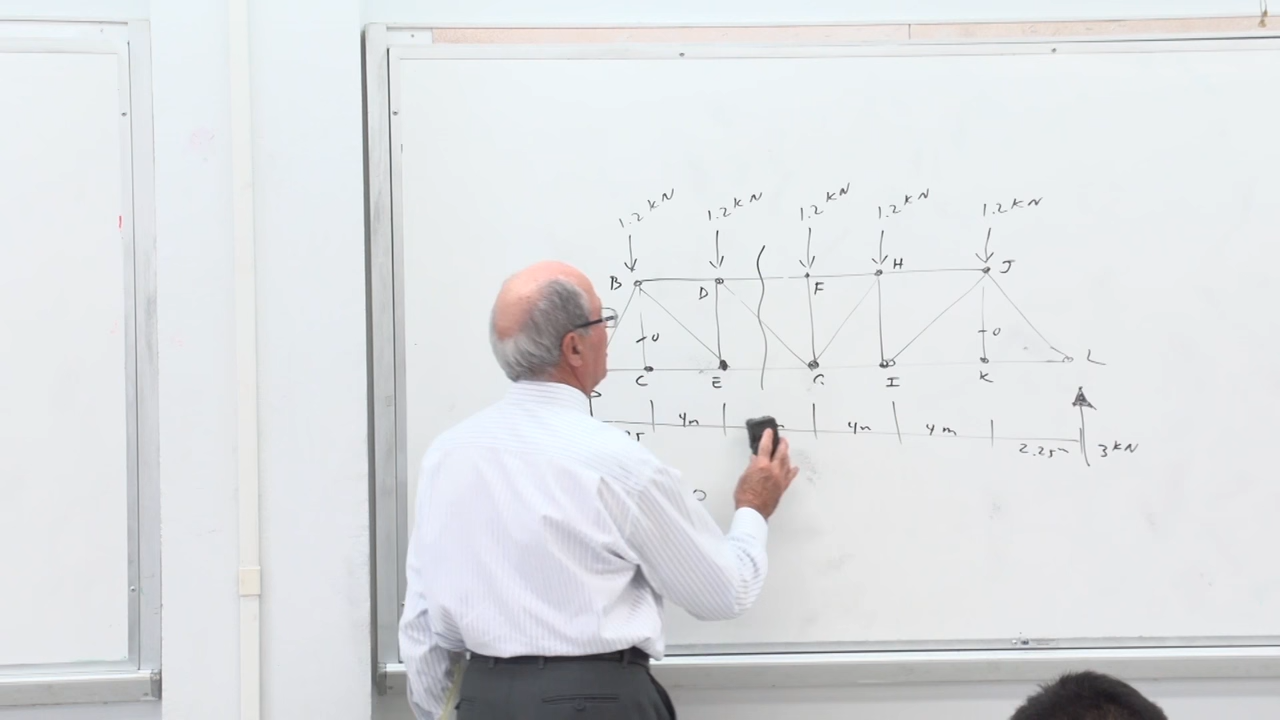 1.2 KN 1.2 KN 1.2 KN 1.2 KN 1.2 KN
B D F H J
0 0
C E G I K L
4m 4m 4m
2.25m 3 KN
0